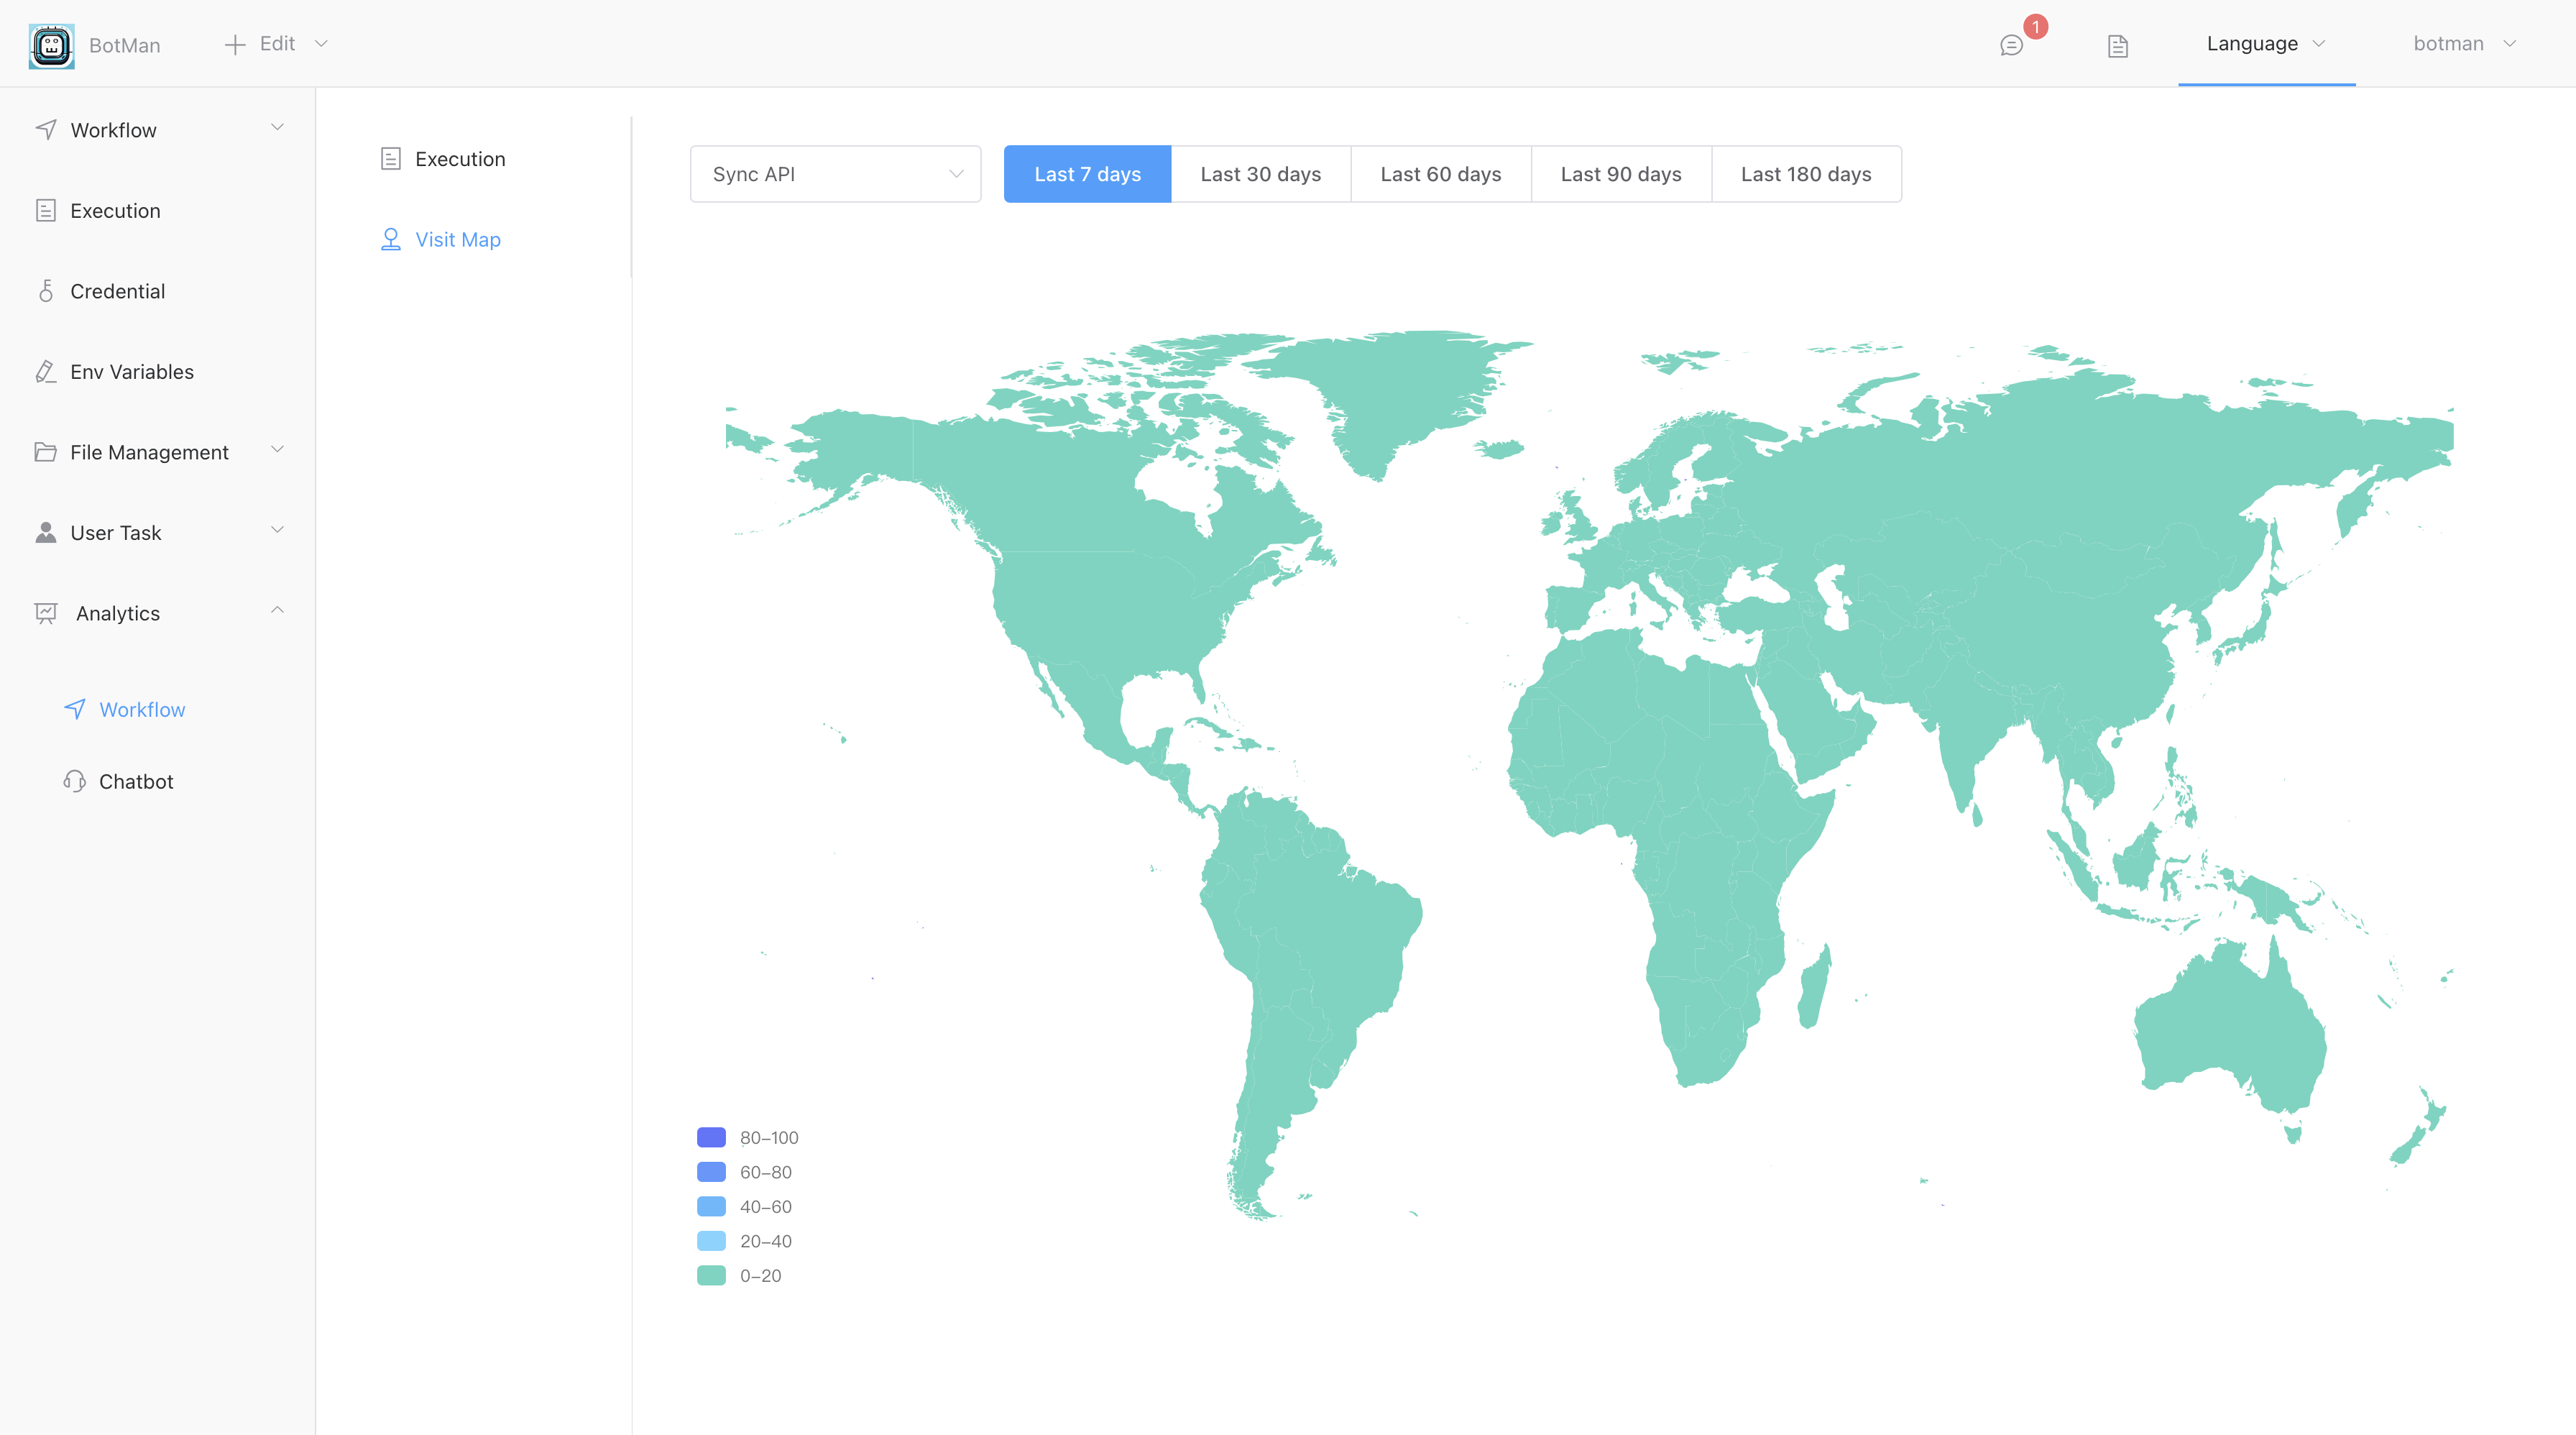 BotMan
Edit
1
Language
botman
Workflow
Execution
Credential
Env Variables
File Management
User Task
Analytics
Workflow
Chatbot
Execution
Visit Map
Sync API
Last 7 days
Last 30 days
Last 60 days
Last 90 days
Last 180 days
80–100
60–80
40–60
20–40
0–20